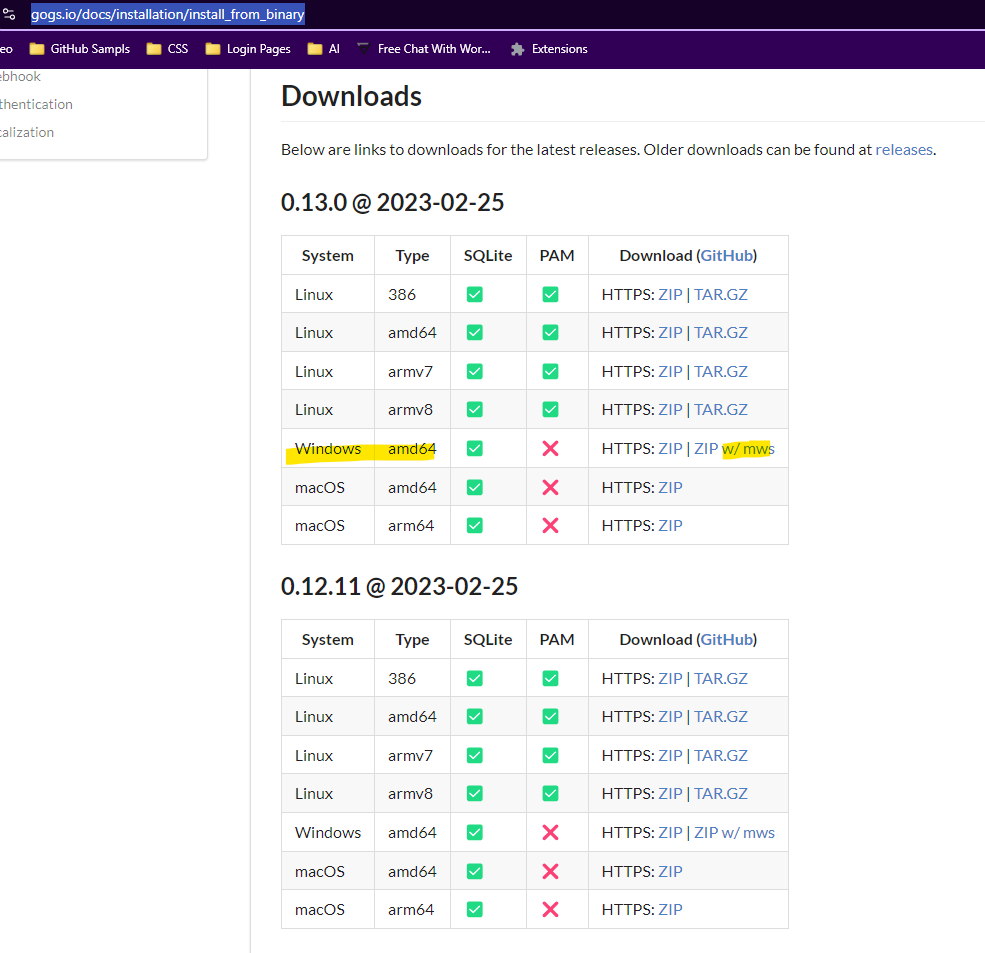 gogs.io/docs/installation/install_from_binary
eo GitHub Sampls CSS Login Pages AI Free Chat With Wor... Extensions
ebhook
thentication
calization
Downloads
Below are links to downloads for the latest releases. Older downloads can be found at releases.
0.13.0 @ 2023-02-25
System Type SQLite PAM Download (GitHub)
Linux 386 HTTPS: ZIP | TAR.GZ
Linux amd64 HTTPS: ZIP | TAR.GZ
Linux armv7 HTTPS: ZIP | TAR.GZ
Linux armv8 HTTPS: ZIP | TAR.GZ
Windows amd64 HTTPS: ZIP | ZIP w/ mws
macOS amd64 HTTPS: ZIP
macOS arm64 HTTPS: ZIP
0.12.11 @ 2023-02-25
System Type SQLite PAM Download (GitHub)
Linux 386 HTTPS: ZIP | TAR.GZ
Linux amd64 HTTPS: ZIP | TAR.GZ
Linux armv7 HTTPS: ZIP | TAR.GZ
Linux armv8 HTTPS: ZIP | TAR.GZ
Windows amd64 HTTPS: ZIP | ZIP w/ mws
macOS amd64 HTTPS: ZIP
macOS arm64 HTTPS: ZIP